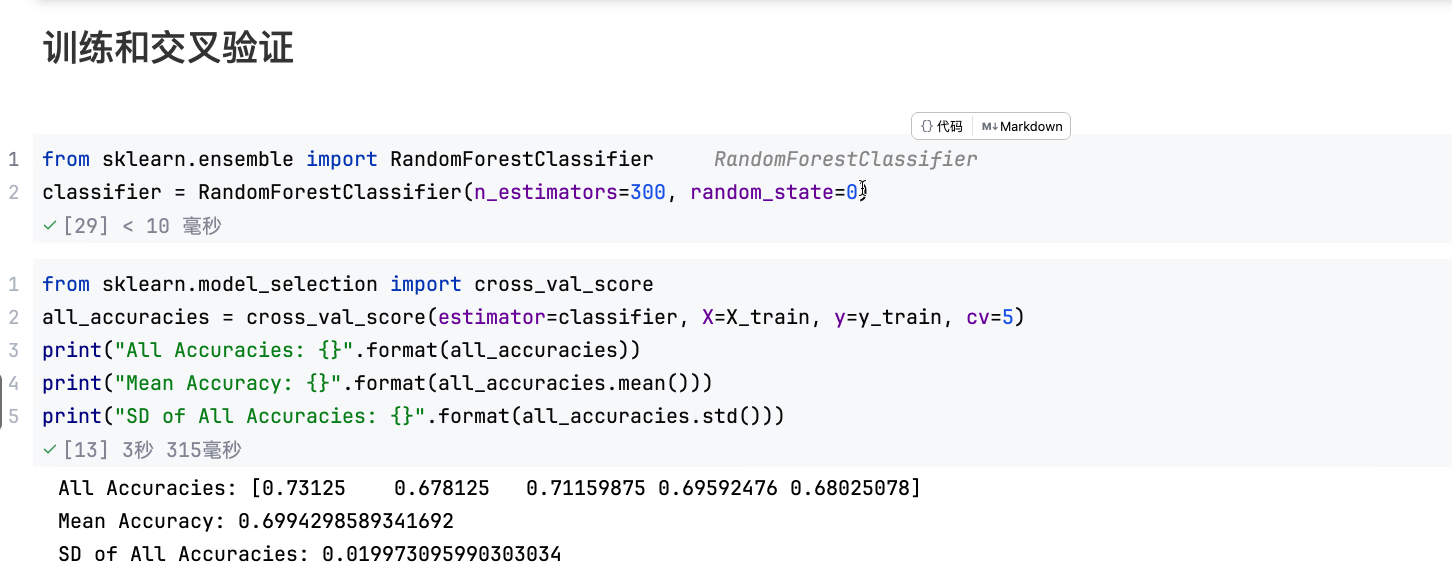 训练和交叉验证
{} 代码 M↓ Markdown
1 from sklearn.ensemble import RandomForestClassifier RandomForestClassifier
2 classifier = RandomForestClassifier(n_estimators=300, random_state=0)
✓ [29] < 10 毫秒
1 from sklearn.model_selection import cross_val_score
2 all_accuracies = cross_val_score(estimator=classifier, X=X_train, y=y_train, cv=5)
3 print("All Accuracies: {}".format(all_accuracies))
4 print("Mean Accuracy: {}".format(all_accuracies.mean()))
5 print("SD of All Accuracies: {}".format(all_accuracies.std()))
✓ [13] 3秒 315毫秒
All Accuracies: [0.73125 0.678125 0.71159875 0.69592476 0.68025078]
Mean Accuracy: 0.6994298589341692
SD of All Accuracies: 0.019973095990303034